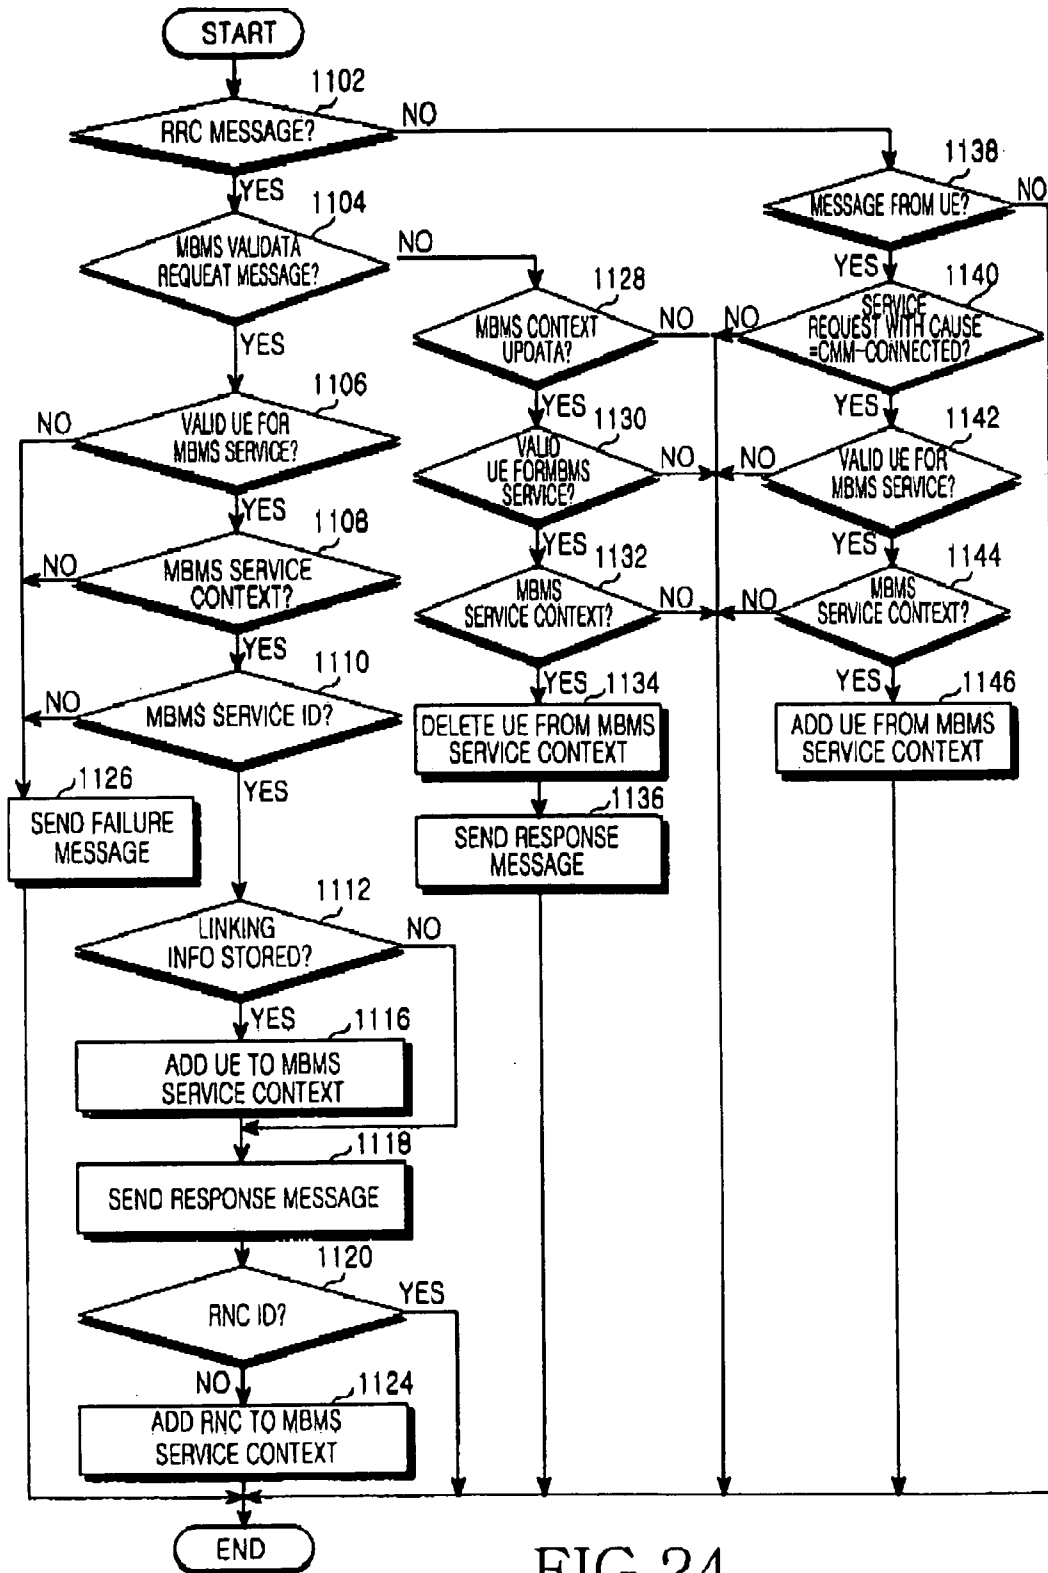 START
1102
RRC MESSAGE?
NO
YES
1138
MESSAGE FROM UE?
NO
YES
1104
MBMS VALIDATA
REQUEAT MESSAGE?
NO
YES
1128
MBMS CONTEXT
UPDATA?
NO
YES
1140
SERVICE
REQUEST WITH CAUSE
=CMM-CONNECTED?
NO
YES
1106
VALID UE FOR
MBMS SERVICE?
NO
YES
1130
VALID
UE FORMBMS
SERVICE?
NO
YES
1142
VALID UE FOR
MBMS SERVICE?
NO
YES
1108
MBMS SERVICE
CONTEXT?
NO
YES
1132
MBMS
SERVICE CONTEXT?
NO
YES
1144
MBMS
SERVICE CONTEXT?
NO
YES
1110
MBMS SERVICE ID?
NO
YES
1134
DELETE UE FROM MBMS
SERVICE CONTEXT
1146
ADD UE FROM MBMS
SERVICE CONTEXT
1126
SEND FAILURE
MESSAGE
1136
SEND RESPONSE
MESSAGE
1112
LINKING
INFO STORED?
NO
YES
1116
ADD UE TO MBMS
SERVICE CONTEXT
1118
SEND RESPONSE MESSAGE
1120
RNC ID?
YES
NO
1124
ADD RNC TO MBMS
SERVICE CONTEXT
END
FIG.24